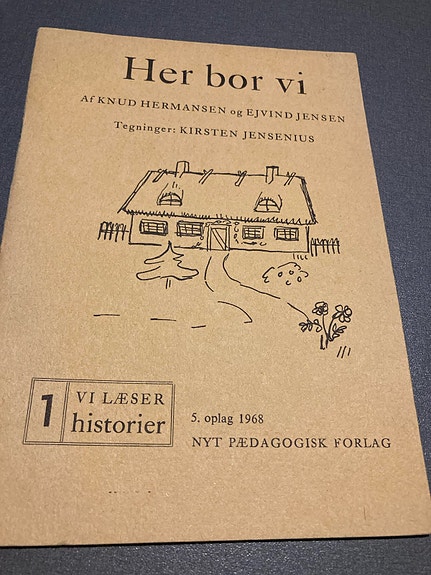 Her bor vi
Af KNUD HERMANSEN og EJVIND JENSEN
Tegninger: KIRSTEN JENSENIUS
1
VI LÆSER
historier
5. oplag 1968
NYT PÆDAGOGISK FORLAG